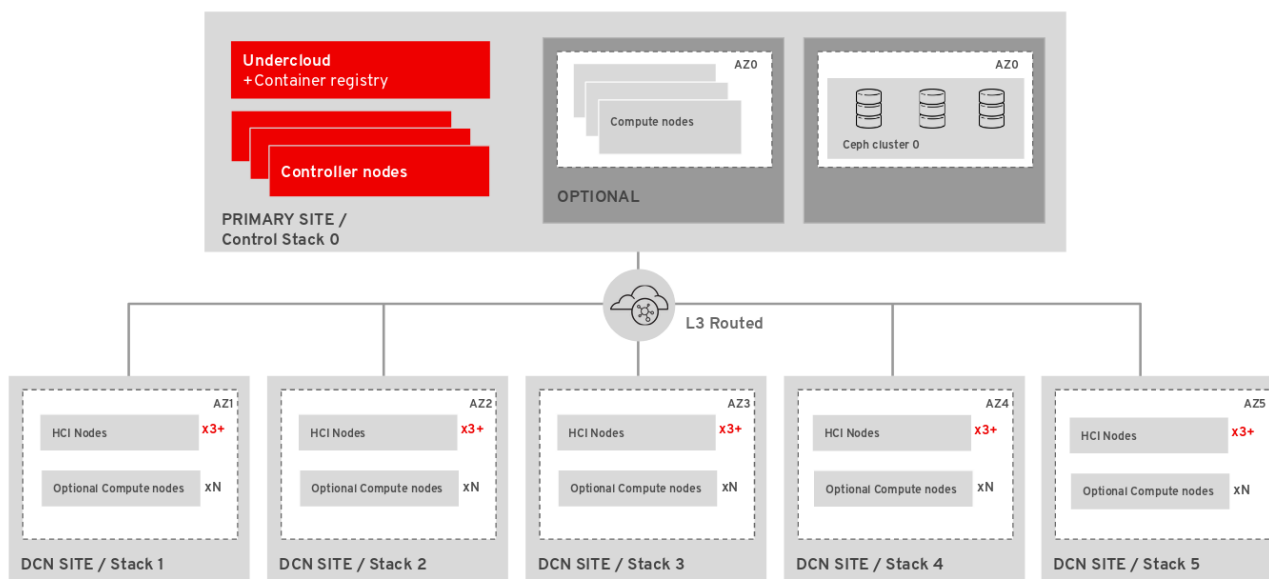 Undercloud
+Container registry
Controller nodes
PRIMARY SITE /
Control Stack 0
AZ0
Compute nodes
OPTIONAL
AZ0
Ceph cluster 0
L3 Routed
AZ1
HCI Nodes
x3+
Optional Compute nodes
xN
DCN SITE / Stack 1
AZ2
HCI Nodes
x3+
Optional Compute nodes
xN
DCN SITE / Stack 2
AZ3
HCI Nodes
x3+
Optional Compute nodes
xN
DCN SITE / Stack 3
AZ4
HCI Nodes
x3+
Optional Compute nodes
xN
DCN SITE / Stack 4
AZ5
HCI Nodes
x3+
Optional Compute nodes
xN
DCN SITE / Stack 5